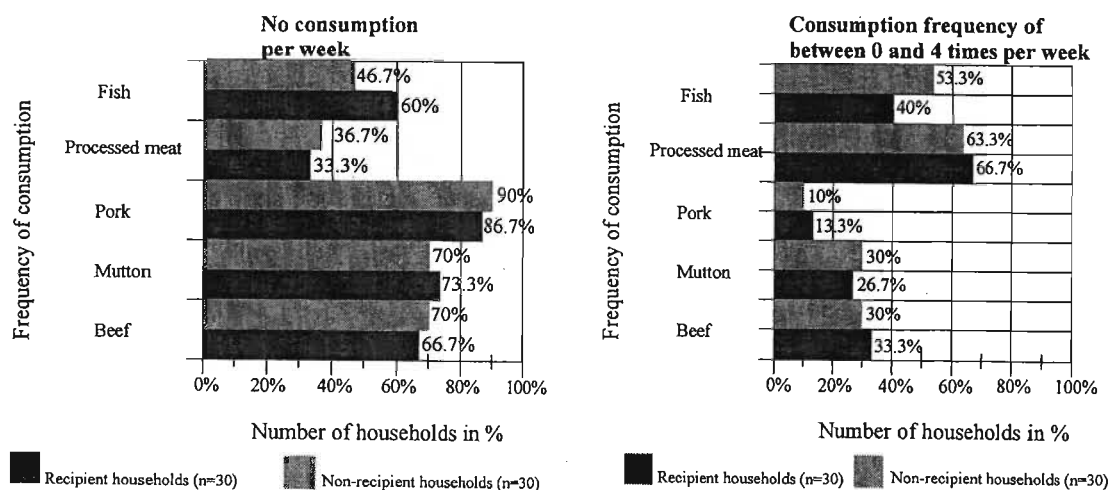 No consumption
per week
Frequency of consumption
Fish
46.7%
60%
Processed meat
36.7%
33.3%
Pork
90%
86.7%
Mutton
70%
73.3%
Beef
70%
66.7%
0% 20% 40% 60% 80% 100%
Number of households in %
Recipient households (n=30) Non-recipient households (n=30)
Consumption frequency of
between 0 and 4 times per week
Frequency of consumption
Fish
53.3%
40%
Processed meat
63.3%
66.7%
Pork
10%
13.3%
Mutton
30%
26.7%
Beef
30%
33.3%
0% 20% 40% 60% 80% 100%
Number of households in %
Recipient households (n=30) Non-recipient households (n=30)